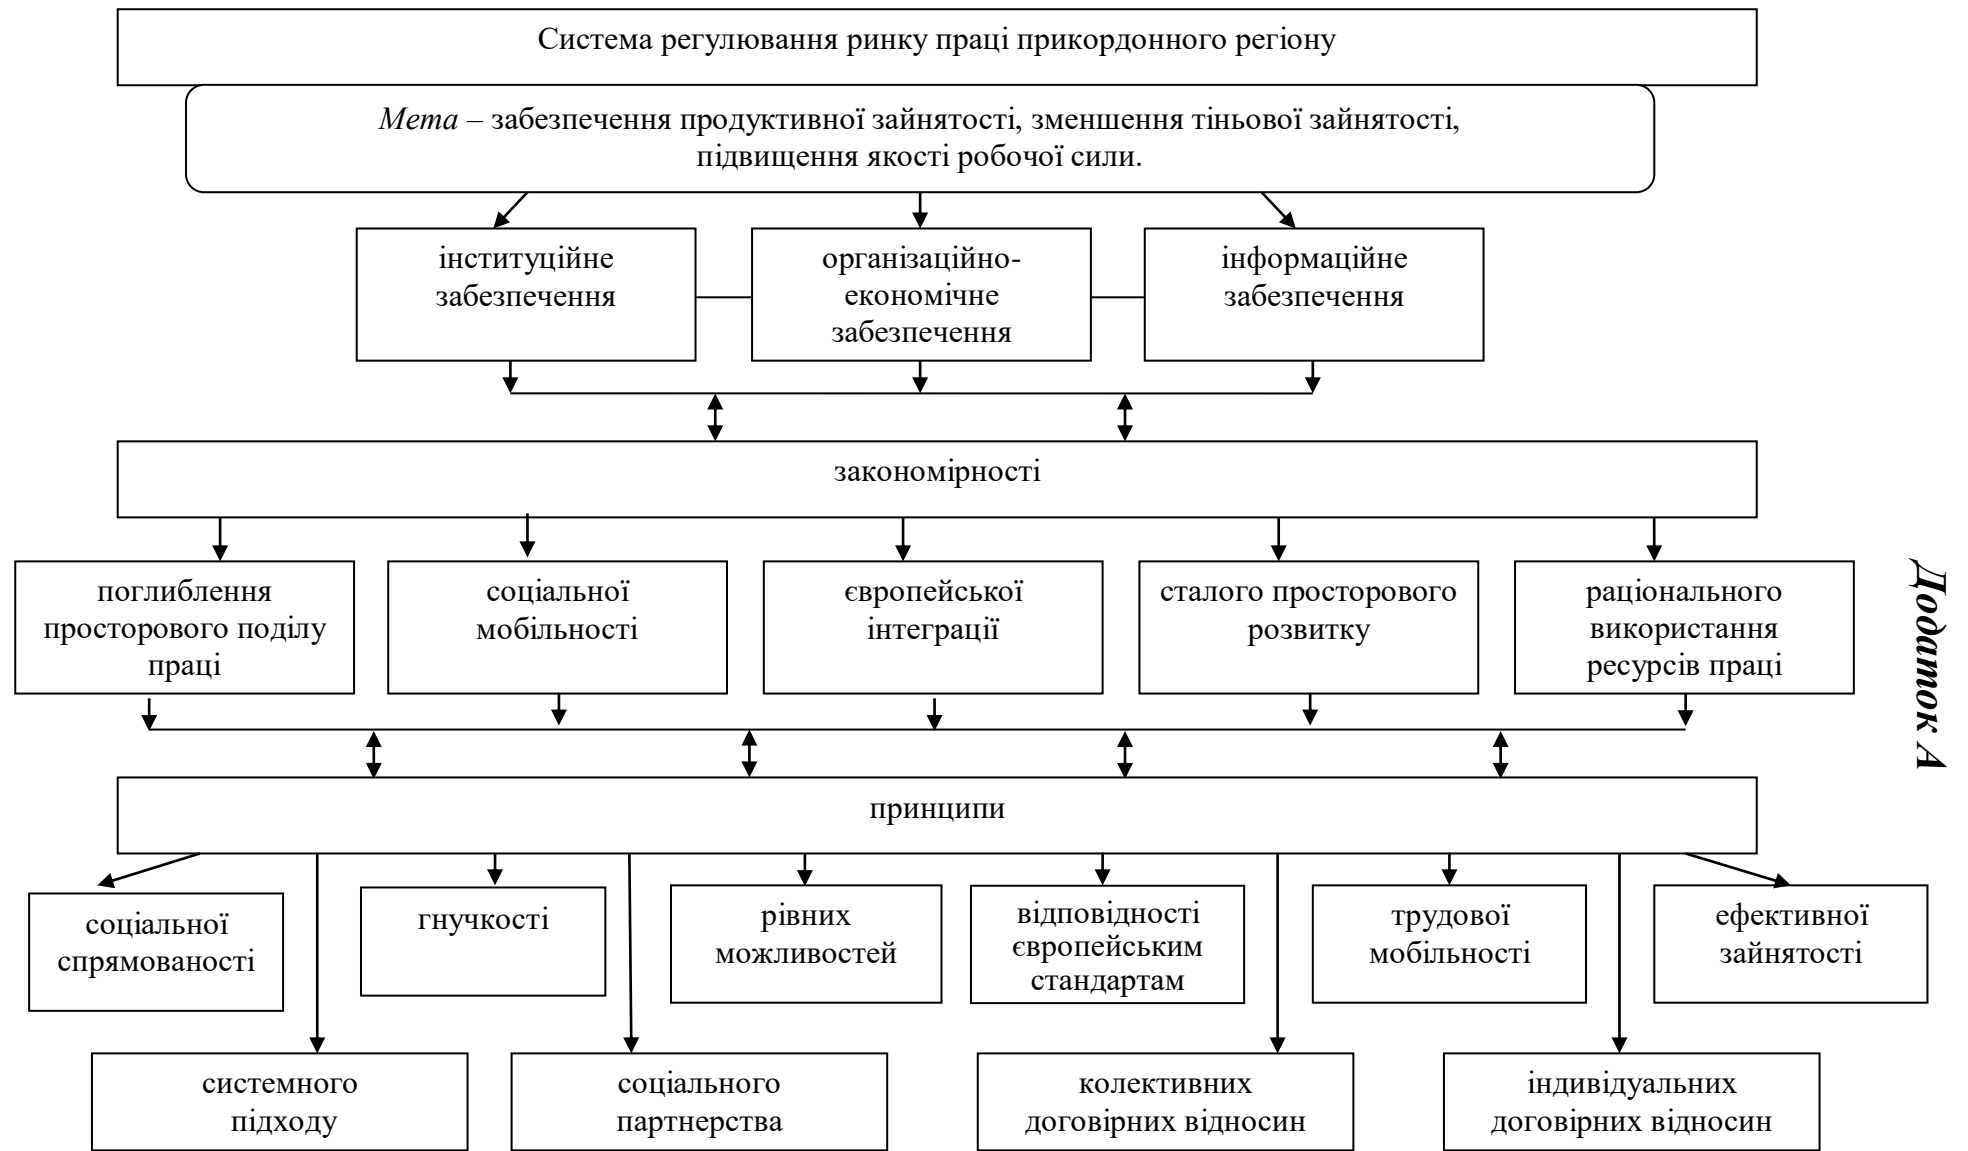 Система регулювання ринку праці прикордонного регіону
Мета – забезпечення продуктивної зайнятості, зменшення тіньової зайнятості,
підвищення якості робочої сили.
інституційне
забезпечення
організаційно-
економічне
забезпечення
інформаційне
забезпечення
закономірності
поглиблення
просторового поділу
праці
соціальної
мобільності
європейської
інтеграції
сталого просторового
розвитку
раціонального
використання
ресурсів праці
Додаток А
принципи
соціальної
спрямованості
гнучкості
рівних
можливостей
відповідності
європейським
стандартам
трудової
мобільності
ефективної
зайнятості
системного
підходу
соціального
партнерства
колективних
договірних відносин
індивідуальних
договірних відносин